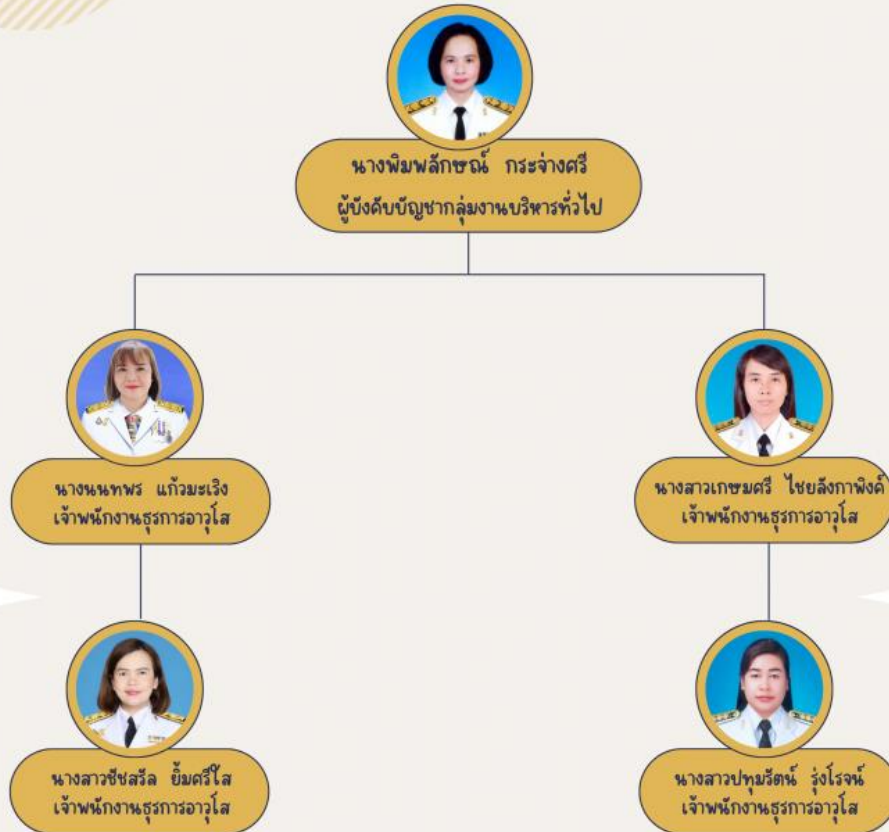 นางพิมพลักษณ์ กระจ่างศรี
ผู้บังคับบัญชากลุ่มงานบริหารทั่วไป
นางนนทพร แก้วมะเริง
เจ้าพนักงานธุรการอาวุโส
นางสาวเกษมศรี ไชยลังกาพิงค์
เจ้าพนักงานธุรการอาวุโส
นางสาวชีชสรัล ยิ้มศรีใส
เจ้าพนักงานธุรการอาวุโส
นางสาวปทุมรัตน์ รุ่งโรจน์
เจ้าพนักงานธุรการอาวุโส